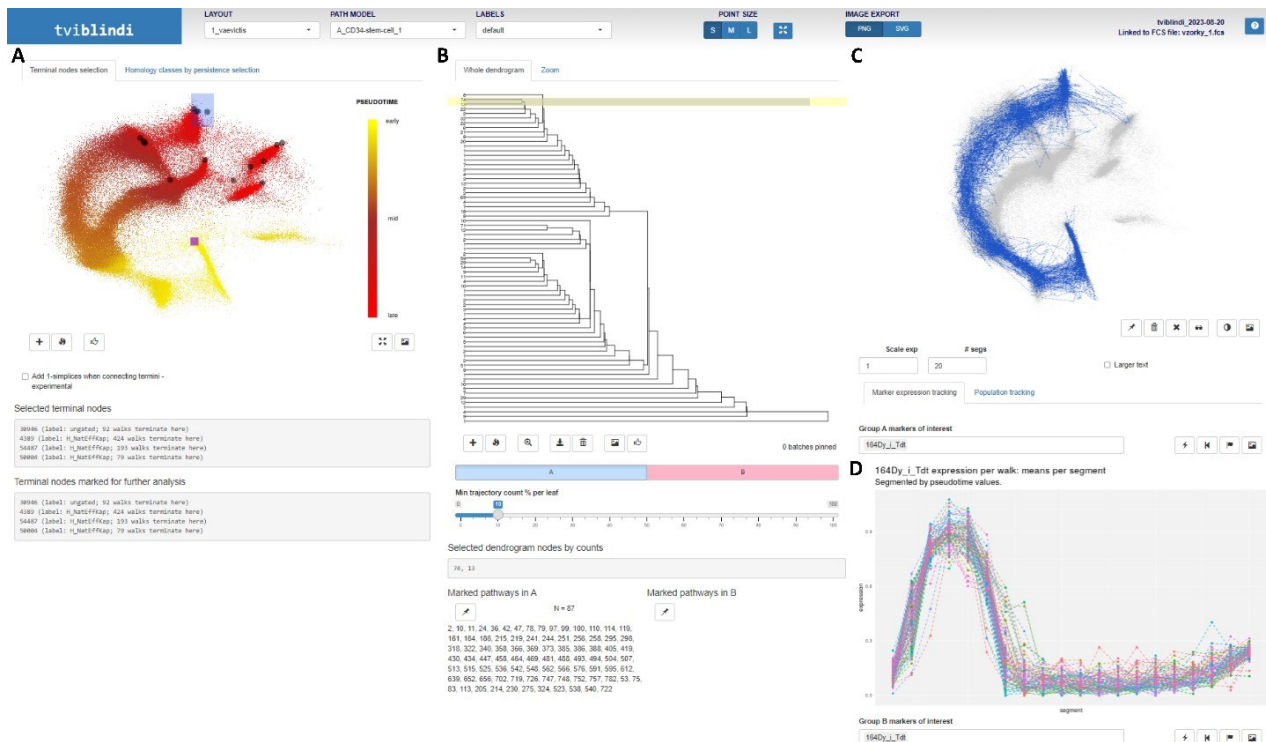 tviblindi
LAYOUT
1_vaevictis
PATH MODEL
A_CD34-stem-cell_1
LABELS
default
POINT SIZE
S M L
IMAGE EXPORT
PNG SVG
tviblindi_2023-08-20
Linked to FCS file: vzorky_1.fcs
A
Terminal nodes selection
Homology classes by persistence selection
PSEUDOTIME
early
mid
late
Add 1-simplices when connecting termini -
experimental
Selected terminal nodes
30946 (label: ungated; 92 walks terminate here)
4389 (label: H_NatEffKap; 424 walks terminate here)
54487 (label: H_NatEffKap; 193 walks terminate here)
50004 (label: H_NatEffKap; 79 walks terminate here)
Terminal nodes marked for further analysis
30946 (label: ungated; 92 walks terminate here)
4389 (label: H_NatEffKap; 424 walks terminate here)
54487 (label: H_NatEffKap; 193 walks terminate here)
50004 (label: H_NatEffKap; 79 walks terminate here)
B
Whole dendrogram
Zoom
0 batches pinned
A
B
Min trajectory count % per leaf
0 10 100
0 10 20 30 40 50 60 70 80 90 100
Selected dendrogram nodes by counts
74, 13
Marked pathways in A
N = 87
2, 10, 11, 24, 36, 42, 47, 78, 79, 97, 99, 100, 110, 114, 119,
161, 164, 186, 215, 219, 241, 244, 251, 256, 258, 295, 298,
318, 322, 340, 358, 366, 369, 373, 385, 386, 388, 405, 419,
430, 434, 447, 458, 464, 469, 481, 488, 493, 494, 504, 507,
513, 515, 525, 536, 542, 548, 562, 566, 576, 591, 595, 612,
639, 652, 656, 702, 719, 726, 747, 748, 752, 757, 782, 53, 75,
83, 113, 205, 214, 230, 275, 324, 523, 538, 540, 722
Marked pathways in B
C
Scale exp
1
# segs
20
Larger text
Marker expression tracking
Population tracking
Group A markers of interest
164Dy_i_Tdt
D
164Dy_i_Tdt expression per walk: means per segment
Segmented by pseudotime values.
expression
segment
Group B markers of interest
164Dy_i_Tdt